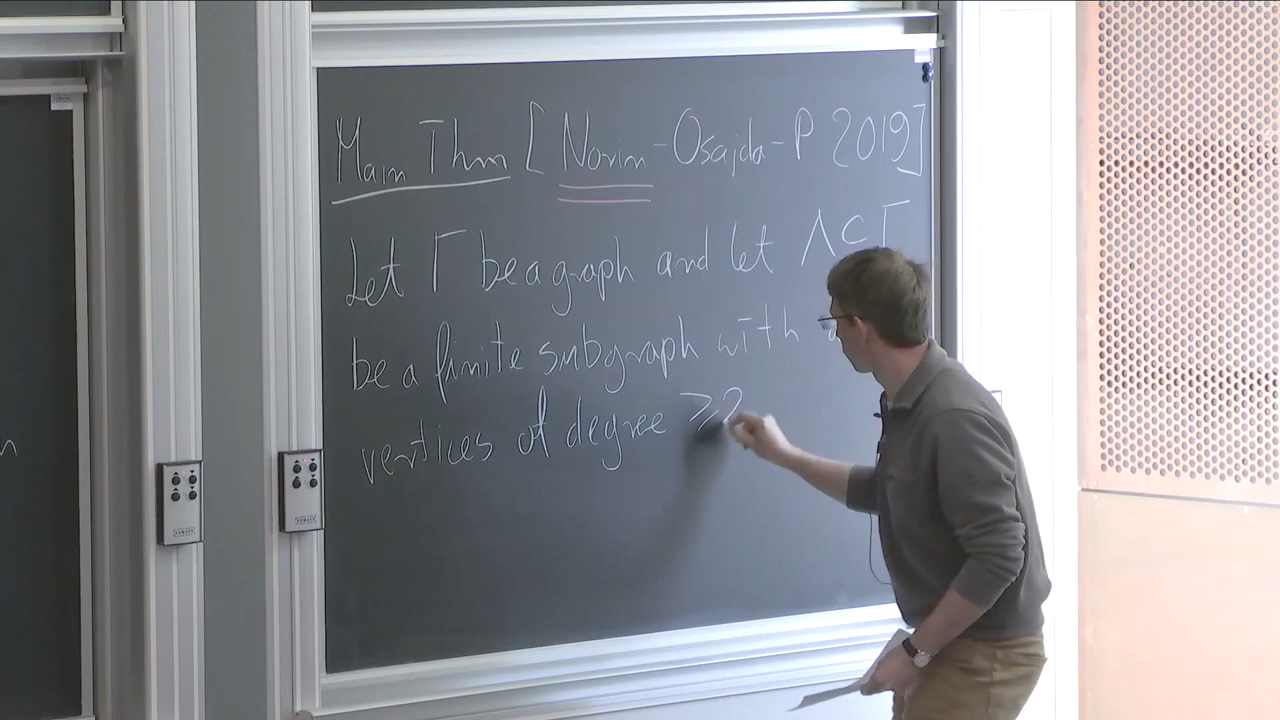 Main Thm [Norin-Osajda-P 2019]
Let Γ be a graph and let Λ⊂Γ
be a finite subgraph with
vertices of degree ≥2
n